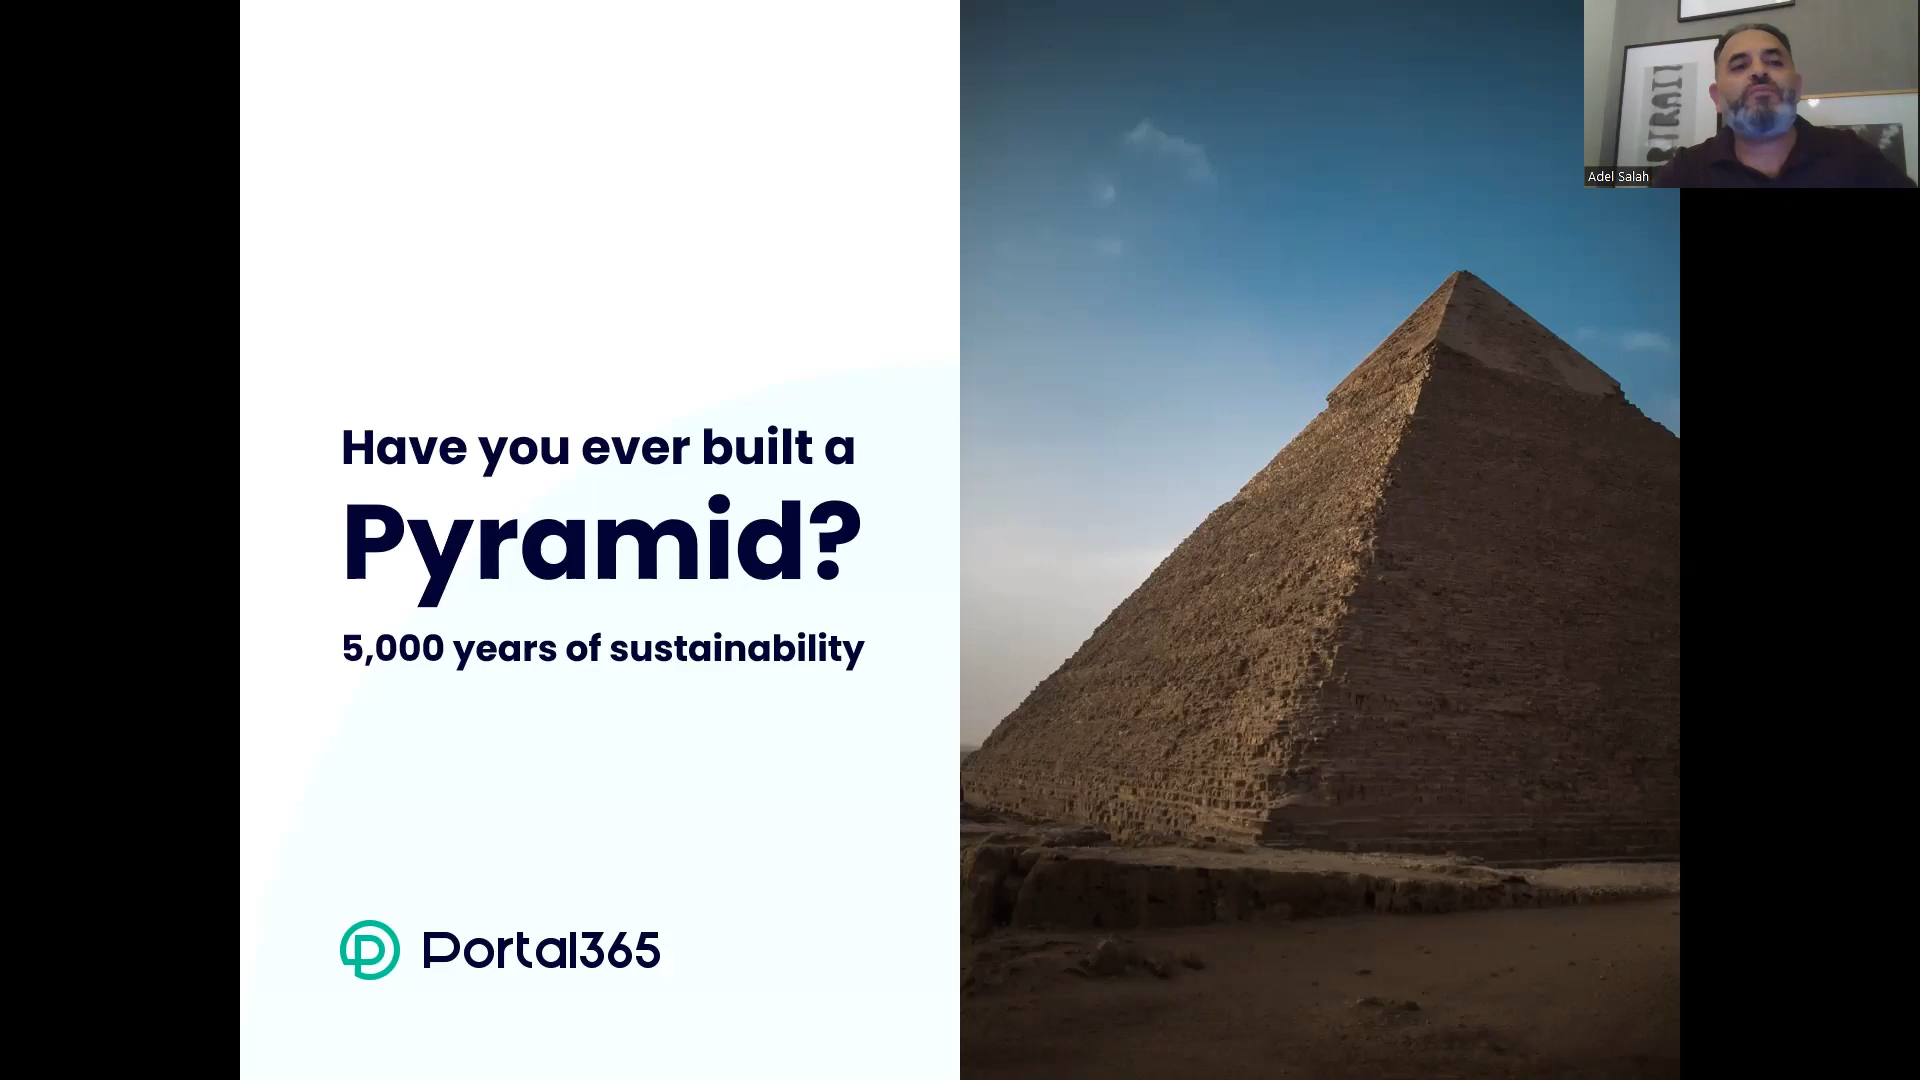 Have you ever built a
Pyramid?
5,000 years of sustainability
Portal365
Adel Salah